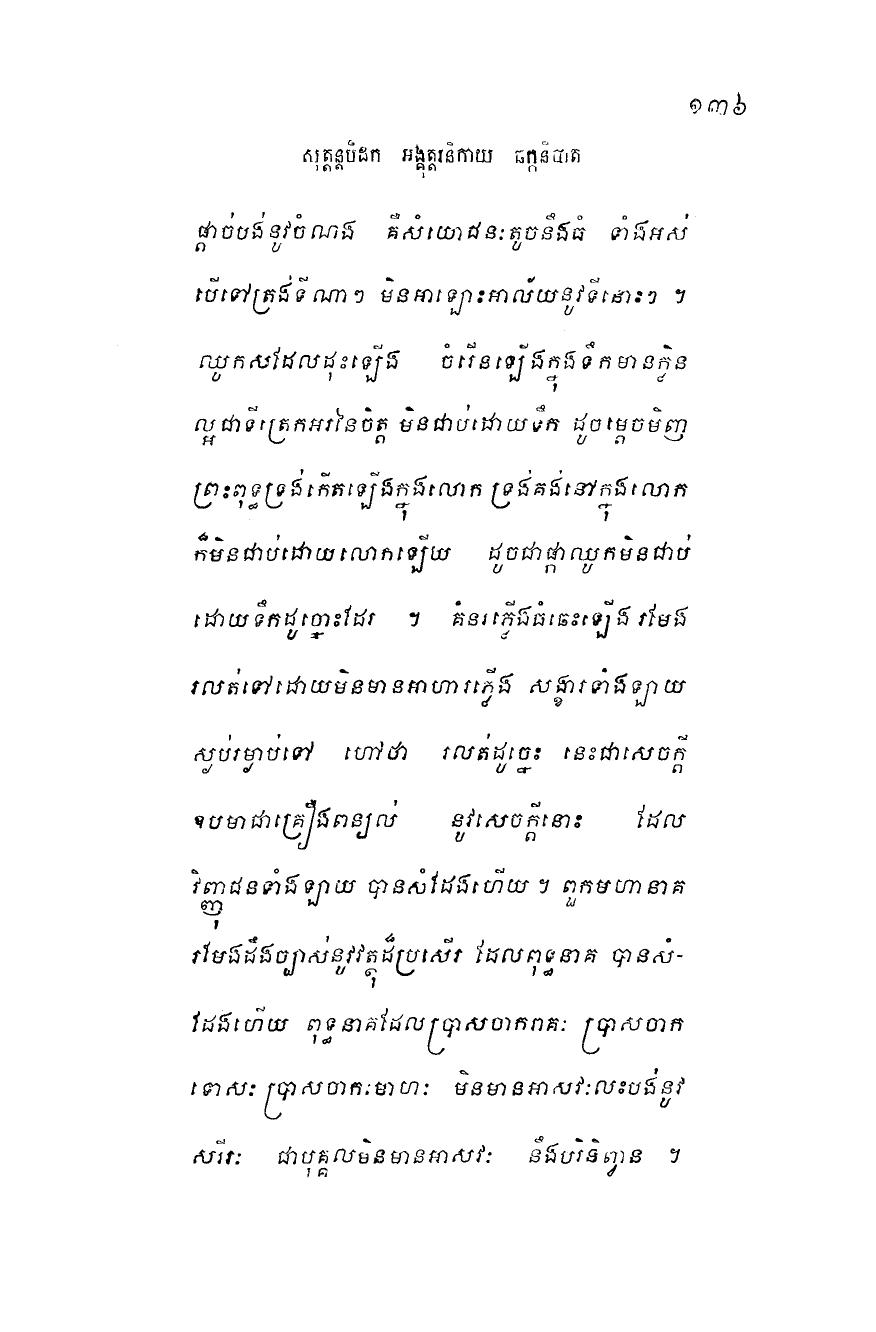 ១៣៦
សុត្តន្តបិដក អង្គុត្តរនិកាយ ឆក្កនិបាត
ផ្តាច់បង់នូវចំណង គឺសំយោជនៈតូចនឹងធំ ទាំងអស់
បើទៅត្រង់ទីណាៗ មិនអាឡោះអាល័យនូវទីនោះៗ ។
ឈូកសដែលដុះឡើង ចំរើនឡើងក្នុងទឹកមានក្លិន
ល្អជាទីត្រេកអរនៃចិត្ត មិនជាប់ដោយទឹក ដូចម្តេចមិញ
ព្រះពុទ្ធទ្រង់កើតឡើងក្នុងលោក ទ្រង់គង់នៅក្នុងលោក
ក៏មិនជាប់ដោយលោកឡើយ ដូចជាផ្កាឈូកមិនជាប់
ដោយទឹកដូច្នោះដែរ ។ គំនរភ្លើងធំឆេះឡើង រមែង
រលត់ទៅដោយមិនមានអាហារភ្លើង សង្ខារទាំងឡាយ
ស្ងប់រម្ងាប់ទៅ ហៅថា រលត់ដូច្នេះ នេះជាសេចក្តី
ឧបមាជាគ្រឿងពន្យល់ នូវសេចក្តីនោះ ដែល
វិញ្ញុជនទាំងឡាយ បានសំដែងហើយ ។ ពួកមហានាគ
រមែងដឹងច្បាស់នូវវត្ថុដ៏ប្រសើរ ដែលពុទ្ធនាគ បានសំ-
ដែងហើយ ពុទ្ធនាគដែលប្រាសចាករាគៈ ប្រាសចាក
ទោសៈ ប្រាសចាកមោហៈ មិនមានអាសវៈលះបង់នូវ
សរីរៈ ជាបុគ្គលមិនមានអាសវៈ នឹងបរិនិព្វាន ។